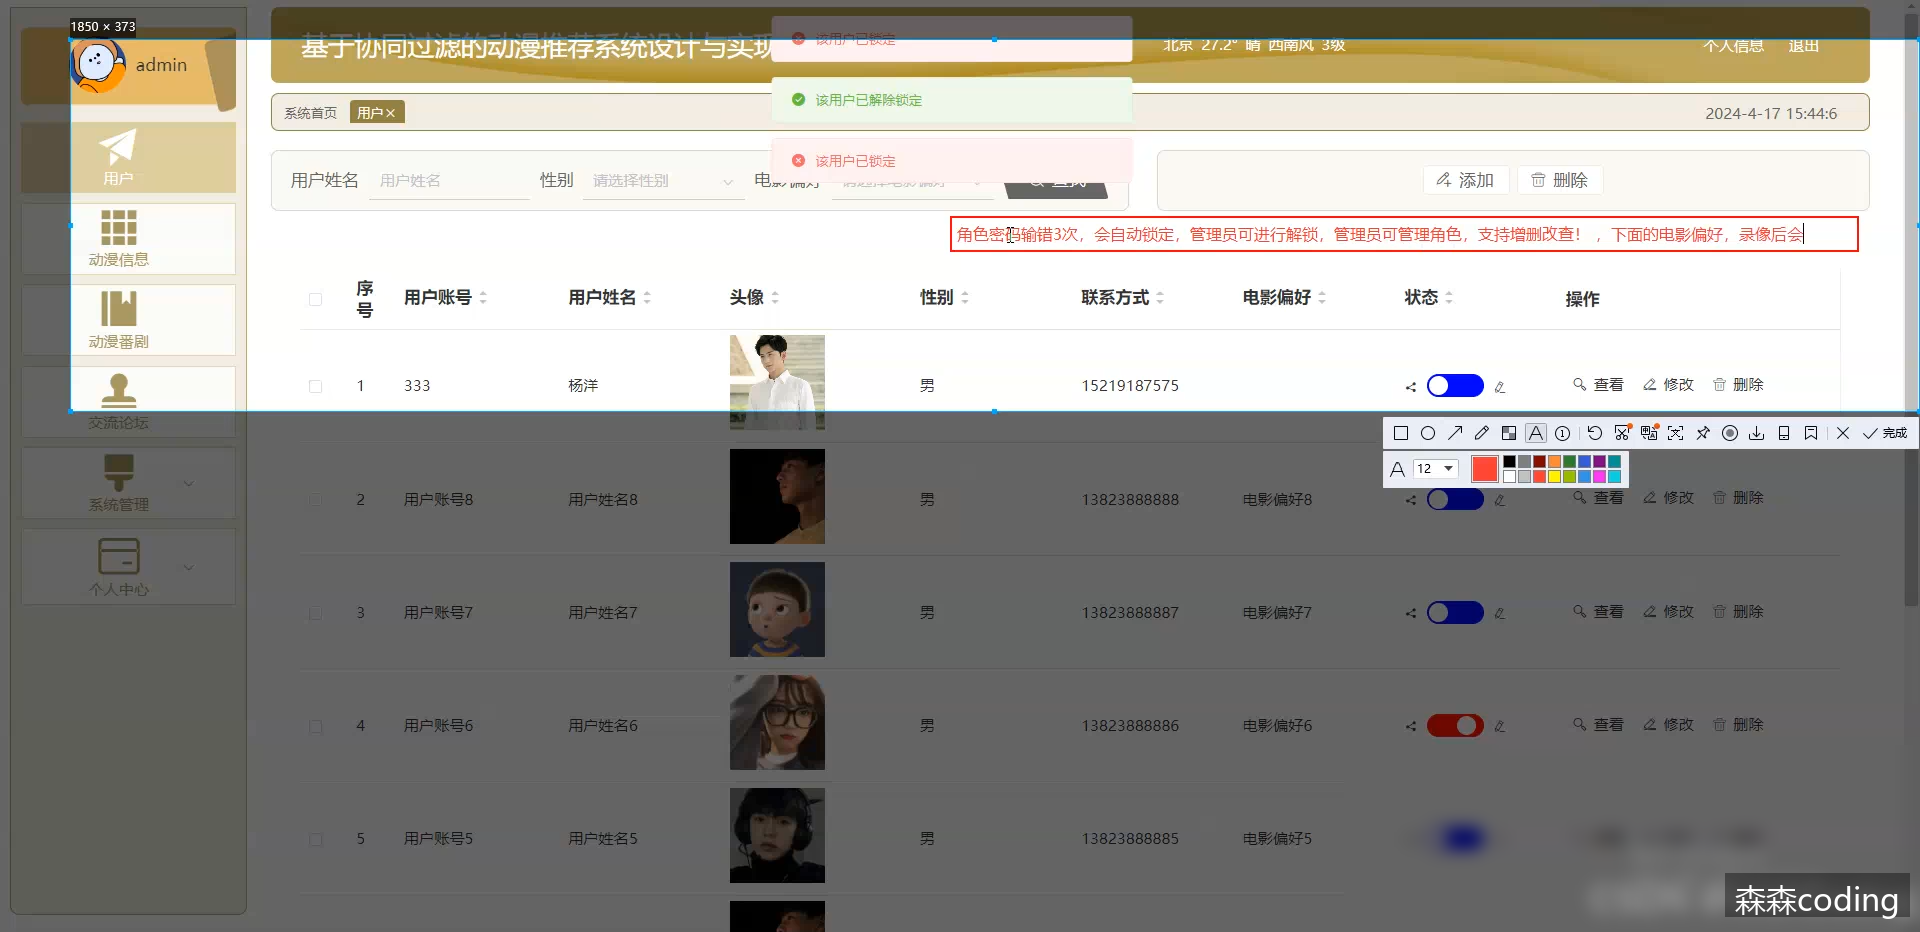 1850 × 373
admin
基于协同过滤的动漫推荐系统设计与实现
该用户已锁定
北京 27.2° 晴 西南风 3级
个人信息 退出
该用户已解除锁定
系统首页 用户
2024-4-17 15:44:6
该用户已锁定
用户姓名 用户姓名 性别 请选择性别 电影偏好 请选择电影偏好 查找 添加 删除
角色密码输错3次，会自动锁定，管理员可进行解锁，管理员可管理角色，支持增删改查！，下面的电影偏好，录像后会
用户
动漫信息
动漫番剧
交流论坛
系统管理
个人中心
序号 用户账号 用户姓名 头像 性别 联系方式 电影偏好 状态 操作
1 333 杨洋 男 15219187575 查看 修改 删除
完成
12
2 用户账号8 用户姓名8 男 13823888888 电影偏好8 查看 修改 删除
3 用户账号7 用户姓名7 男 13823888887 电影偏好7 查看 修改 删除
4 用户账号6 用户姓名6 男 13823888886 电影偏好6 查看 修改 删除
5 用户账号5 用户姓名5 男 13823888885 电影偏好5
森森coding